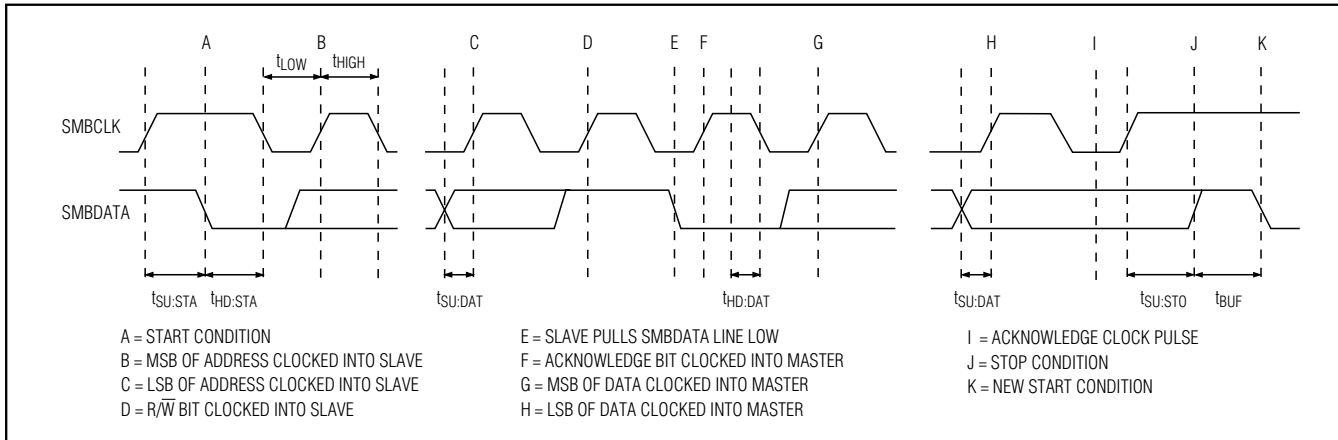 A B C D E F G H I J K
tLOW tHIGH
SMBCLK
SMBDATA
tSU:STA tHD:STA tSU:DAT tHD:DAT tSU:DAT tSU:STO tBUF
A = START CONDITION
B = MSB OF ADDRESS CLOCKED INTO SLAVE
C = LSB OF ADDRESS CLOCKED INTO SLAVE
D = R/W̅ BIT CLOCKED INTO SLAVE
E = SLAVE PULLS SMBDATA LINE LOW
F = ACKNOWLEDGE BIT CLOCKED INTO MASTER
G = MSB OF DATA CLOCKED INTO MASTER
H = LSB OF DATA CLOCKED INTO MASTER
I = ACKNOWLEDGE CLOCK PULSE
J = STOP CONDITION
K = NEW START CONDITION